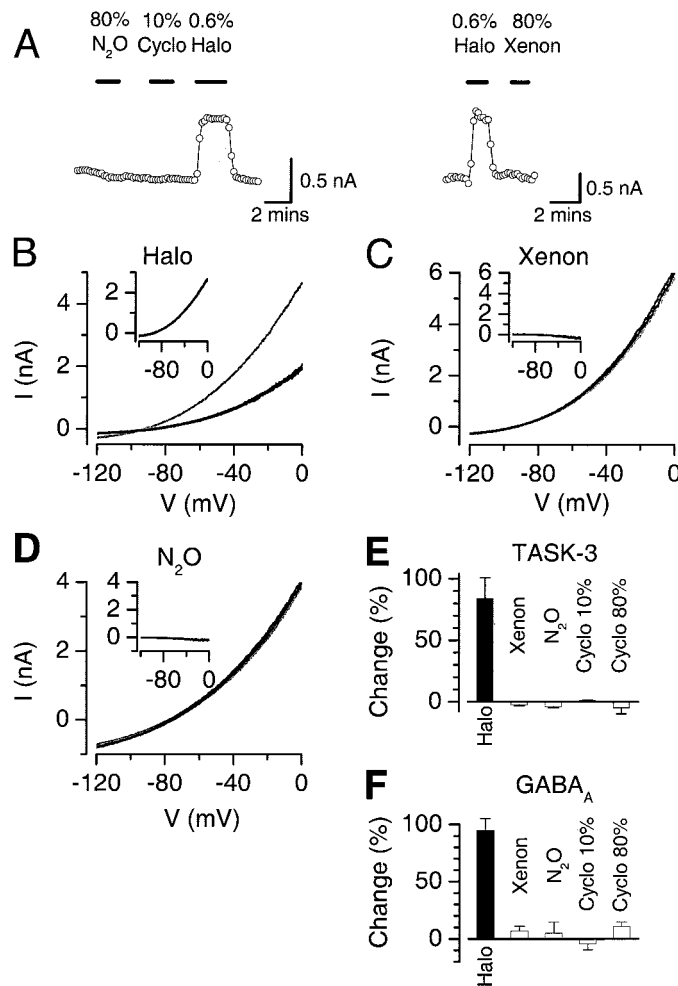 A
80% 10% 0.6%
N₂O Cyclo Halo
0.6% 80%
Halo Xenon
0.5 nA
2 mins
0.5 nA
2 mins
B
Halo
I (nA)
4
2
0
2
0
-80 0
-120 -80 -40 0
V (mV)
C
Xenon
I (nA)
6
4
2
0
6
4
2
0
-80 0
-120 -80 -40 0
V (mV)
D
N₂O
I (nA)
4
2
0
4
2
0
-80 0
-120 -80 -40 0
V (mV)
E
TASK-3
Change (%)
100
50
0
Halo
Xenon
N₂O
Cyclo 10%
Cyclo 80%
F
GABA_A
Change (%)
100
50
0
Halo
Xenon
N₂O
Cyclo 10%
Cyclo 80%